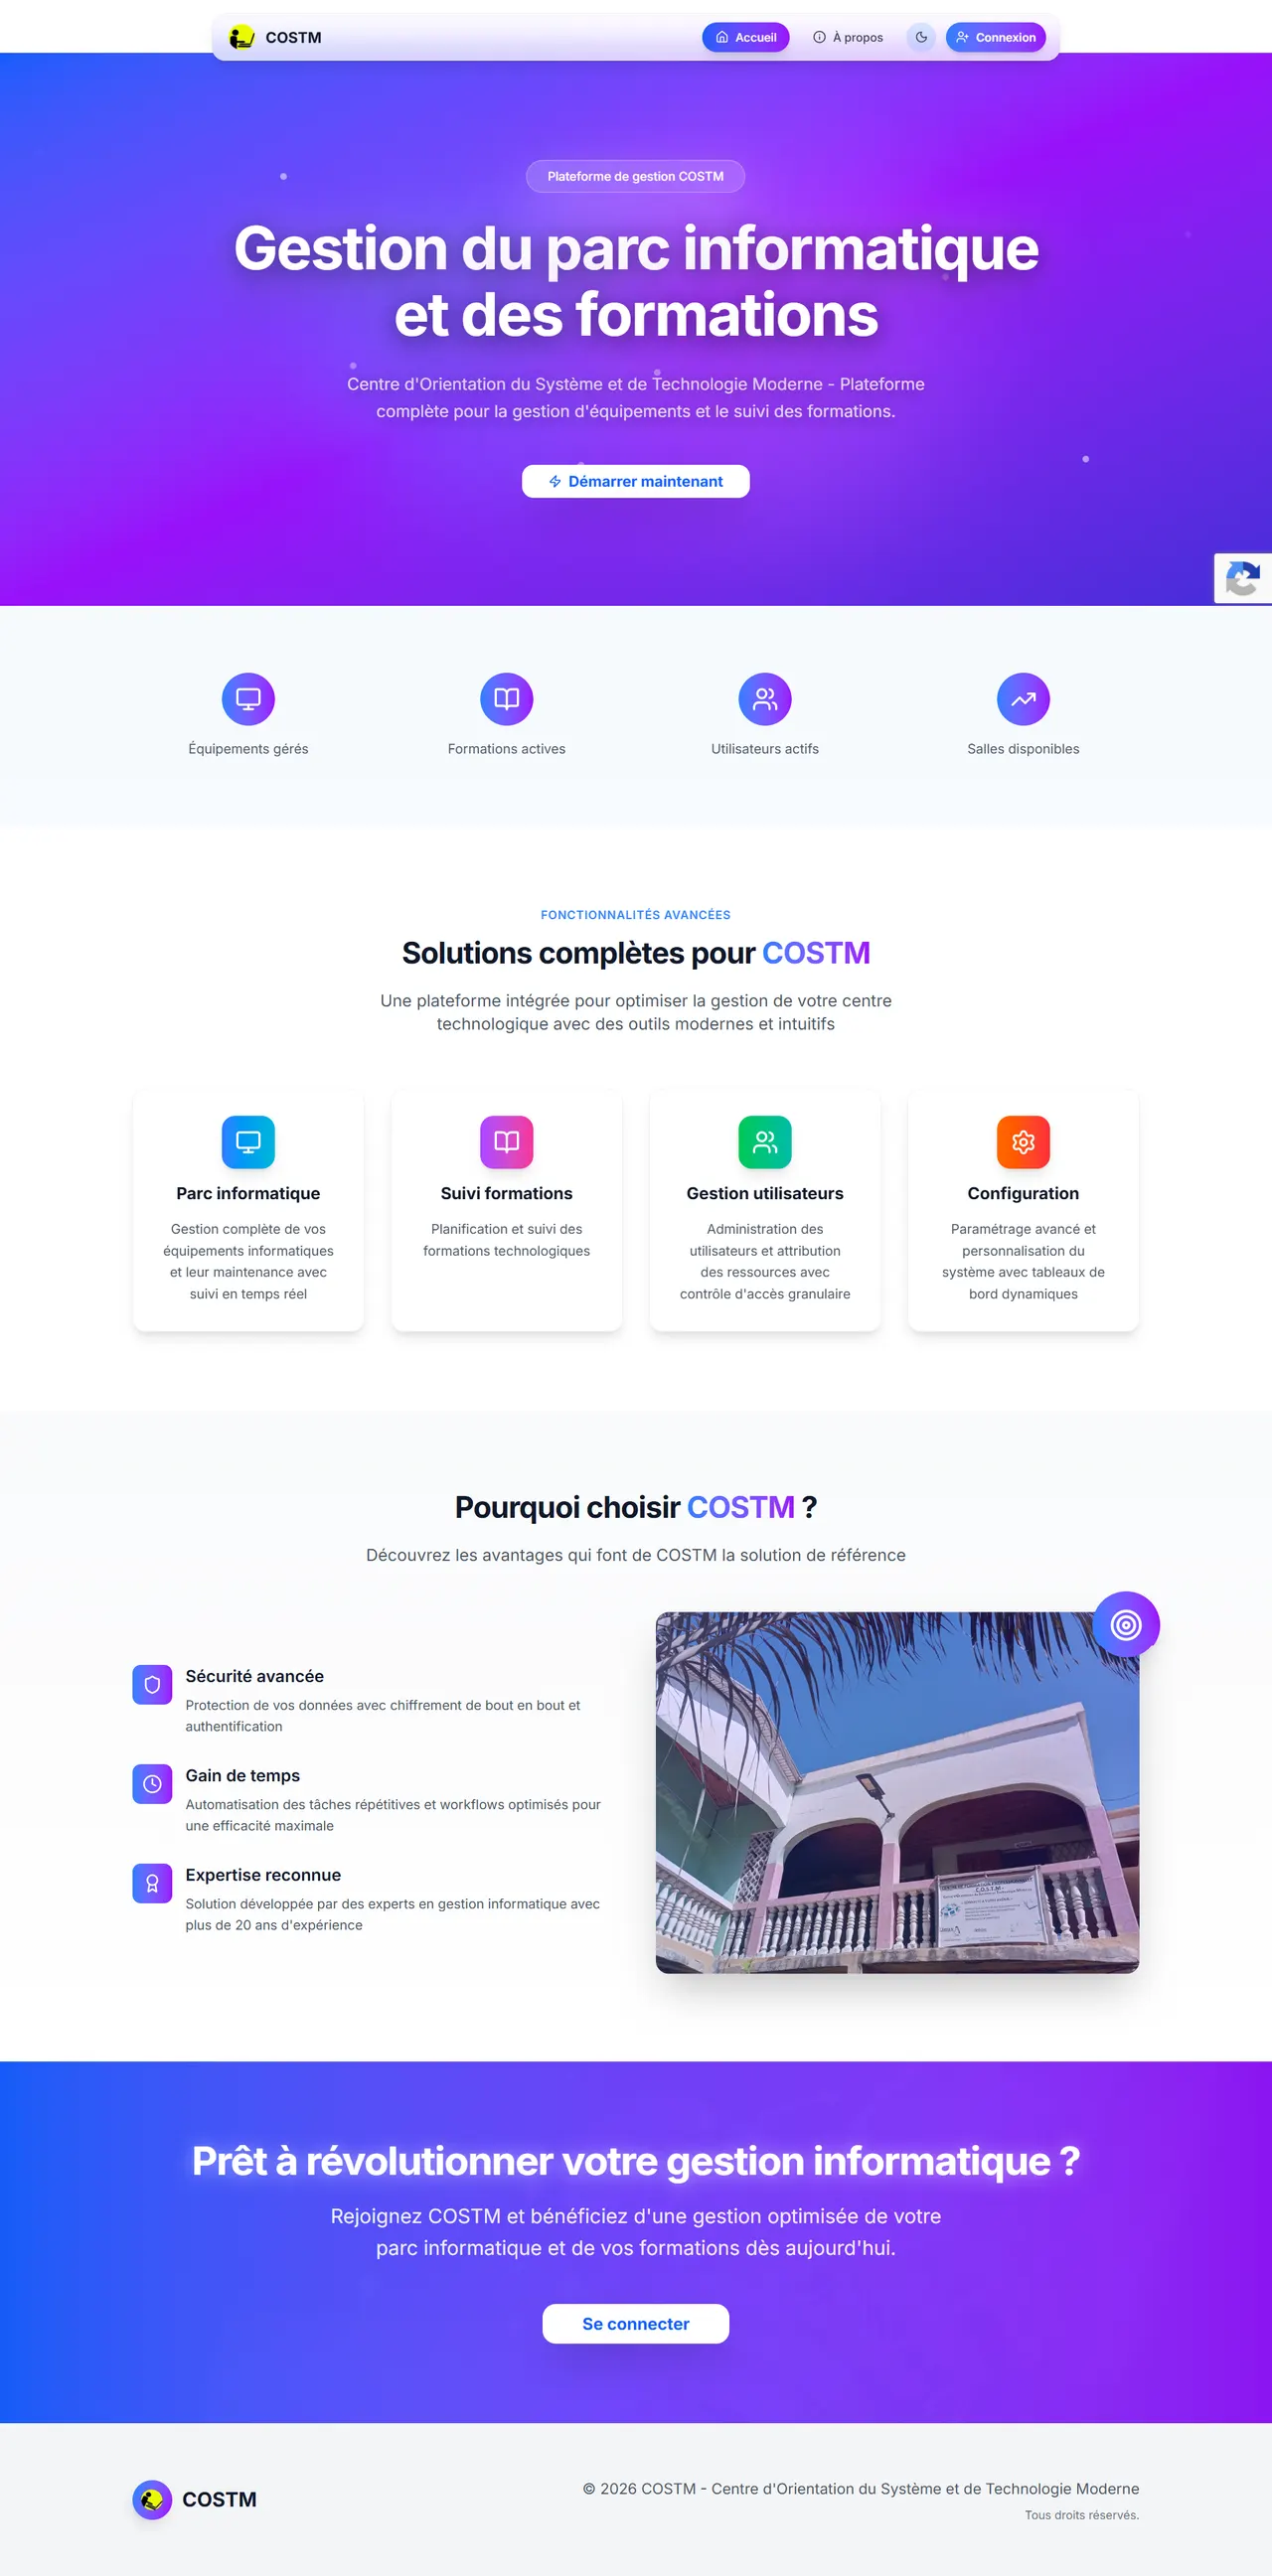 COSTM
Accueil
À propos
Connexion
Plateforme de gestion COSTM
Gestion du parc informatique
et des formations
Centre d'Orientation du Système et de Technologie Moderne - Plateforme
complète pour la gestion d'équipements et le suivi des formations.
Démarrer maintenant
Équipements gérés
Formations actives
Utilisateurs actifs
Salles disponibles
FONCTIONNALITÉS AVANCÉES
Solutions complètes pour COSTM
Une plateforme intégrée pour optimiser la gestion de votre centre
technologique avec des outils modernes et intuitifs
Parc informatique
Gestion complète de vos
équipements informatiques
et leur maintenance avec
suivi en temps réel
Suivi formations
Planification et suivi des
formations technologiques
Gestion utilisateurs
Administration des
utilisateurs et attribution
des ressources avec
contrôle d'accès granulaire
Configuration
Paramétrage avancé et
personnalisation du
système avec tableaux de
bord dynamiques
Pourquoi choisir COSTM ?
Découvrez les avantages qui font de COSTM la solution de référence
Sécurité avancée
Protection de vos données avec chiffrement de bout en bout et
authentification
Gain de temps
Automatisation des tâches répétitives et workflows optimisés pour
une efficacité maximale
Expertise reconnue
Solution développée par des experts en gestion informatique avec
plus de 20 ans d'expérience
Prêt à révolutionner votre gestion informatique ?
Rejoignez COSTM et bénéficiez d'une gestion optimisée de votre
parc informatique et de vos formations dès aujourd'hui.
Se connecter
COSTM
© 2026 COSTM - Centre d'Orientation du Système et de Technologie Moderne
Tous droits réservés.